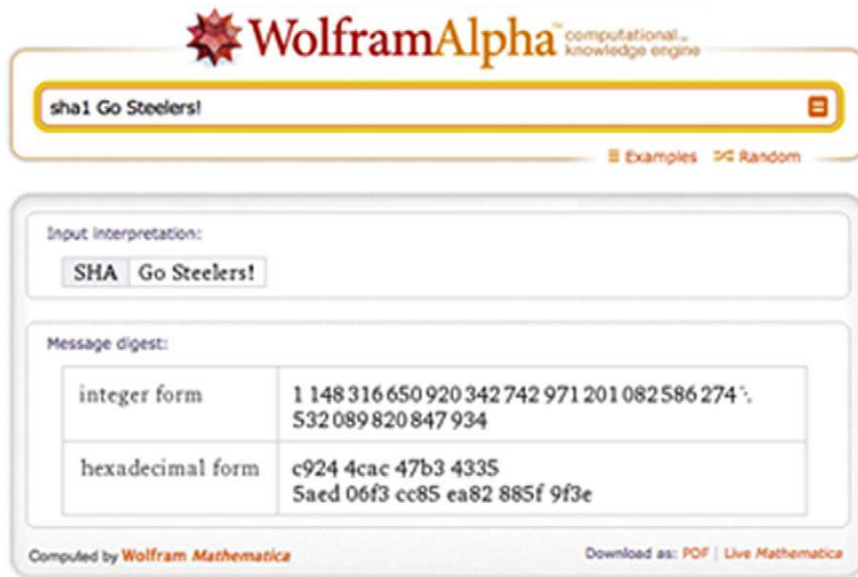 WolframAlpha™ computational...
knowledge engine
sha1 Go Steelers!
Examples Random
Input interpretation:
SHA Go Steelers!
Message digest:
integer form 1 148 316 650 920 342 742 971 201 082 586 274 ⋱
532 089 820 847 934
hexadecimal form c924 4cac 47b3 4335
5aed 06f3 cc85 ea82 885f 9f3e
Computed by Wolfram Mathematica Download as: PDF | Live Mathematica